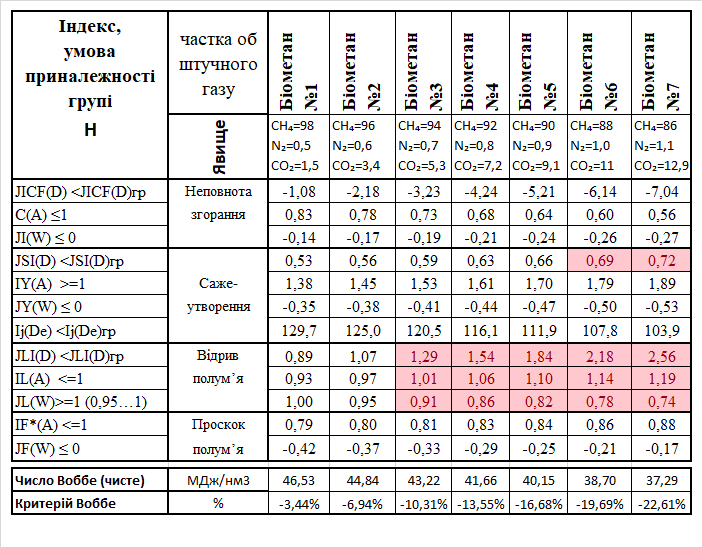 Індекс, умова приналежності групі Н | частка об штучного газу | Біометан №1 | Біометан №2 | Біометан №3 | Біометан №4 | Біометан №5 | Біометан №6 | Біометан №7
Явище | CH₄=98 N₂=0,5 CO₂=1,5 | CH₄=96 N₂=0,6 CO₂=3,4 | CH₄=94 N₂=0,7 CO₂=5,3 | CH₄=92 N₂=0,8 CO₂=7,2 | CH₄=90 N₂=0,9 CO₂=9,1 | CH₄=88 N₂=1,0 CO₂=11 | CH₄=86 N₂=1,1 CO₂=12,9
JICF(D) <JICF(D)гр | Неповнота | -1,08 | -2,18 | -3,23 | -4,24 | -5,21 | -6,14 | -7,04
C(A) ≤1 | згорання | 0,83 | 0,78 | 0,73 | 0,68 | 0,64 | 0,60 | 0,56
JI(W) ≤ 0 | -0,14 | -0,17 | -0,19 | -0,21 | -0,24 | -0,26 | -0,27
JSI(D) <JSI(D)гр | 0,53 | 0,56 | 0,59 | 0,63 | 0,66 | 0,69 | 0,72
IY(A) >=1 | Саже- | 1,38 | 1,45 | 1,53 | 1,61 | 1,70 | 1,79 | 1,89
JY(W) ≤ 0 | утворення | -0,35 | -0,38 | -0,41 | -0,44 | -0,47 | -0,50 | -0,53
Ij(De) <Ij(De)гр | 129,7 | 125,0 | 120,5 | 116,1 | 111,9 | 107,8 | 103,9
JLI(D) <JLI(D)гр | Відрив | 0,89 | 1,07 | 1,29 | 1,54 | 1,84 | 2,18 | 2,56
IL(A) <=1 | полум’я | 0,93 | 0,97 | 1,01 | 1,06 | 1,10 | 1,14 | 1,19
JL(W)>=1 (0,95…1) | 1,00 | 0,95 | 0,91 | 0,86 | 0,82 | 0,78 | 0,74
IF*(A) <=1 | Проскок | 0,79 | 0,80 | 0,81 | 0,83 | 0,84 | 0,86 | 0,88
JF(W) ≤ 0 | полум’я | -0,42 | -0,37 | -0,33 | -0,29 | -0,25 | -0,21 | -0,17
Число Воббе (чисте) | МДж/нм3 | 46,53 | 44,84 | 43,22 | 41,66 | 40,15 | 38,70 | 37,29
Критерій Воббе | % | -3,44% | -6,94% | -10,31% | -13,55% | -16,68% | -19,69% | -22,61%